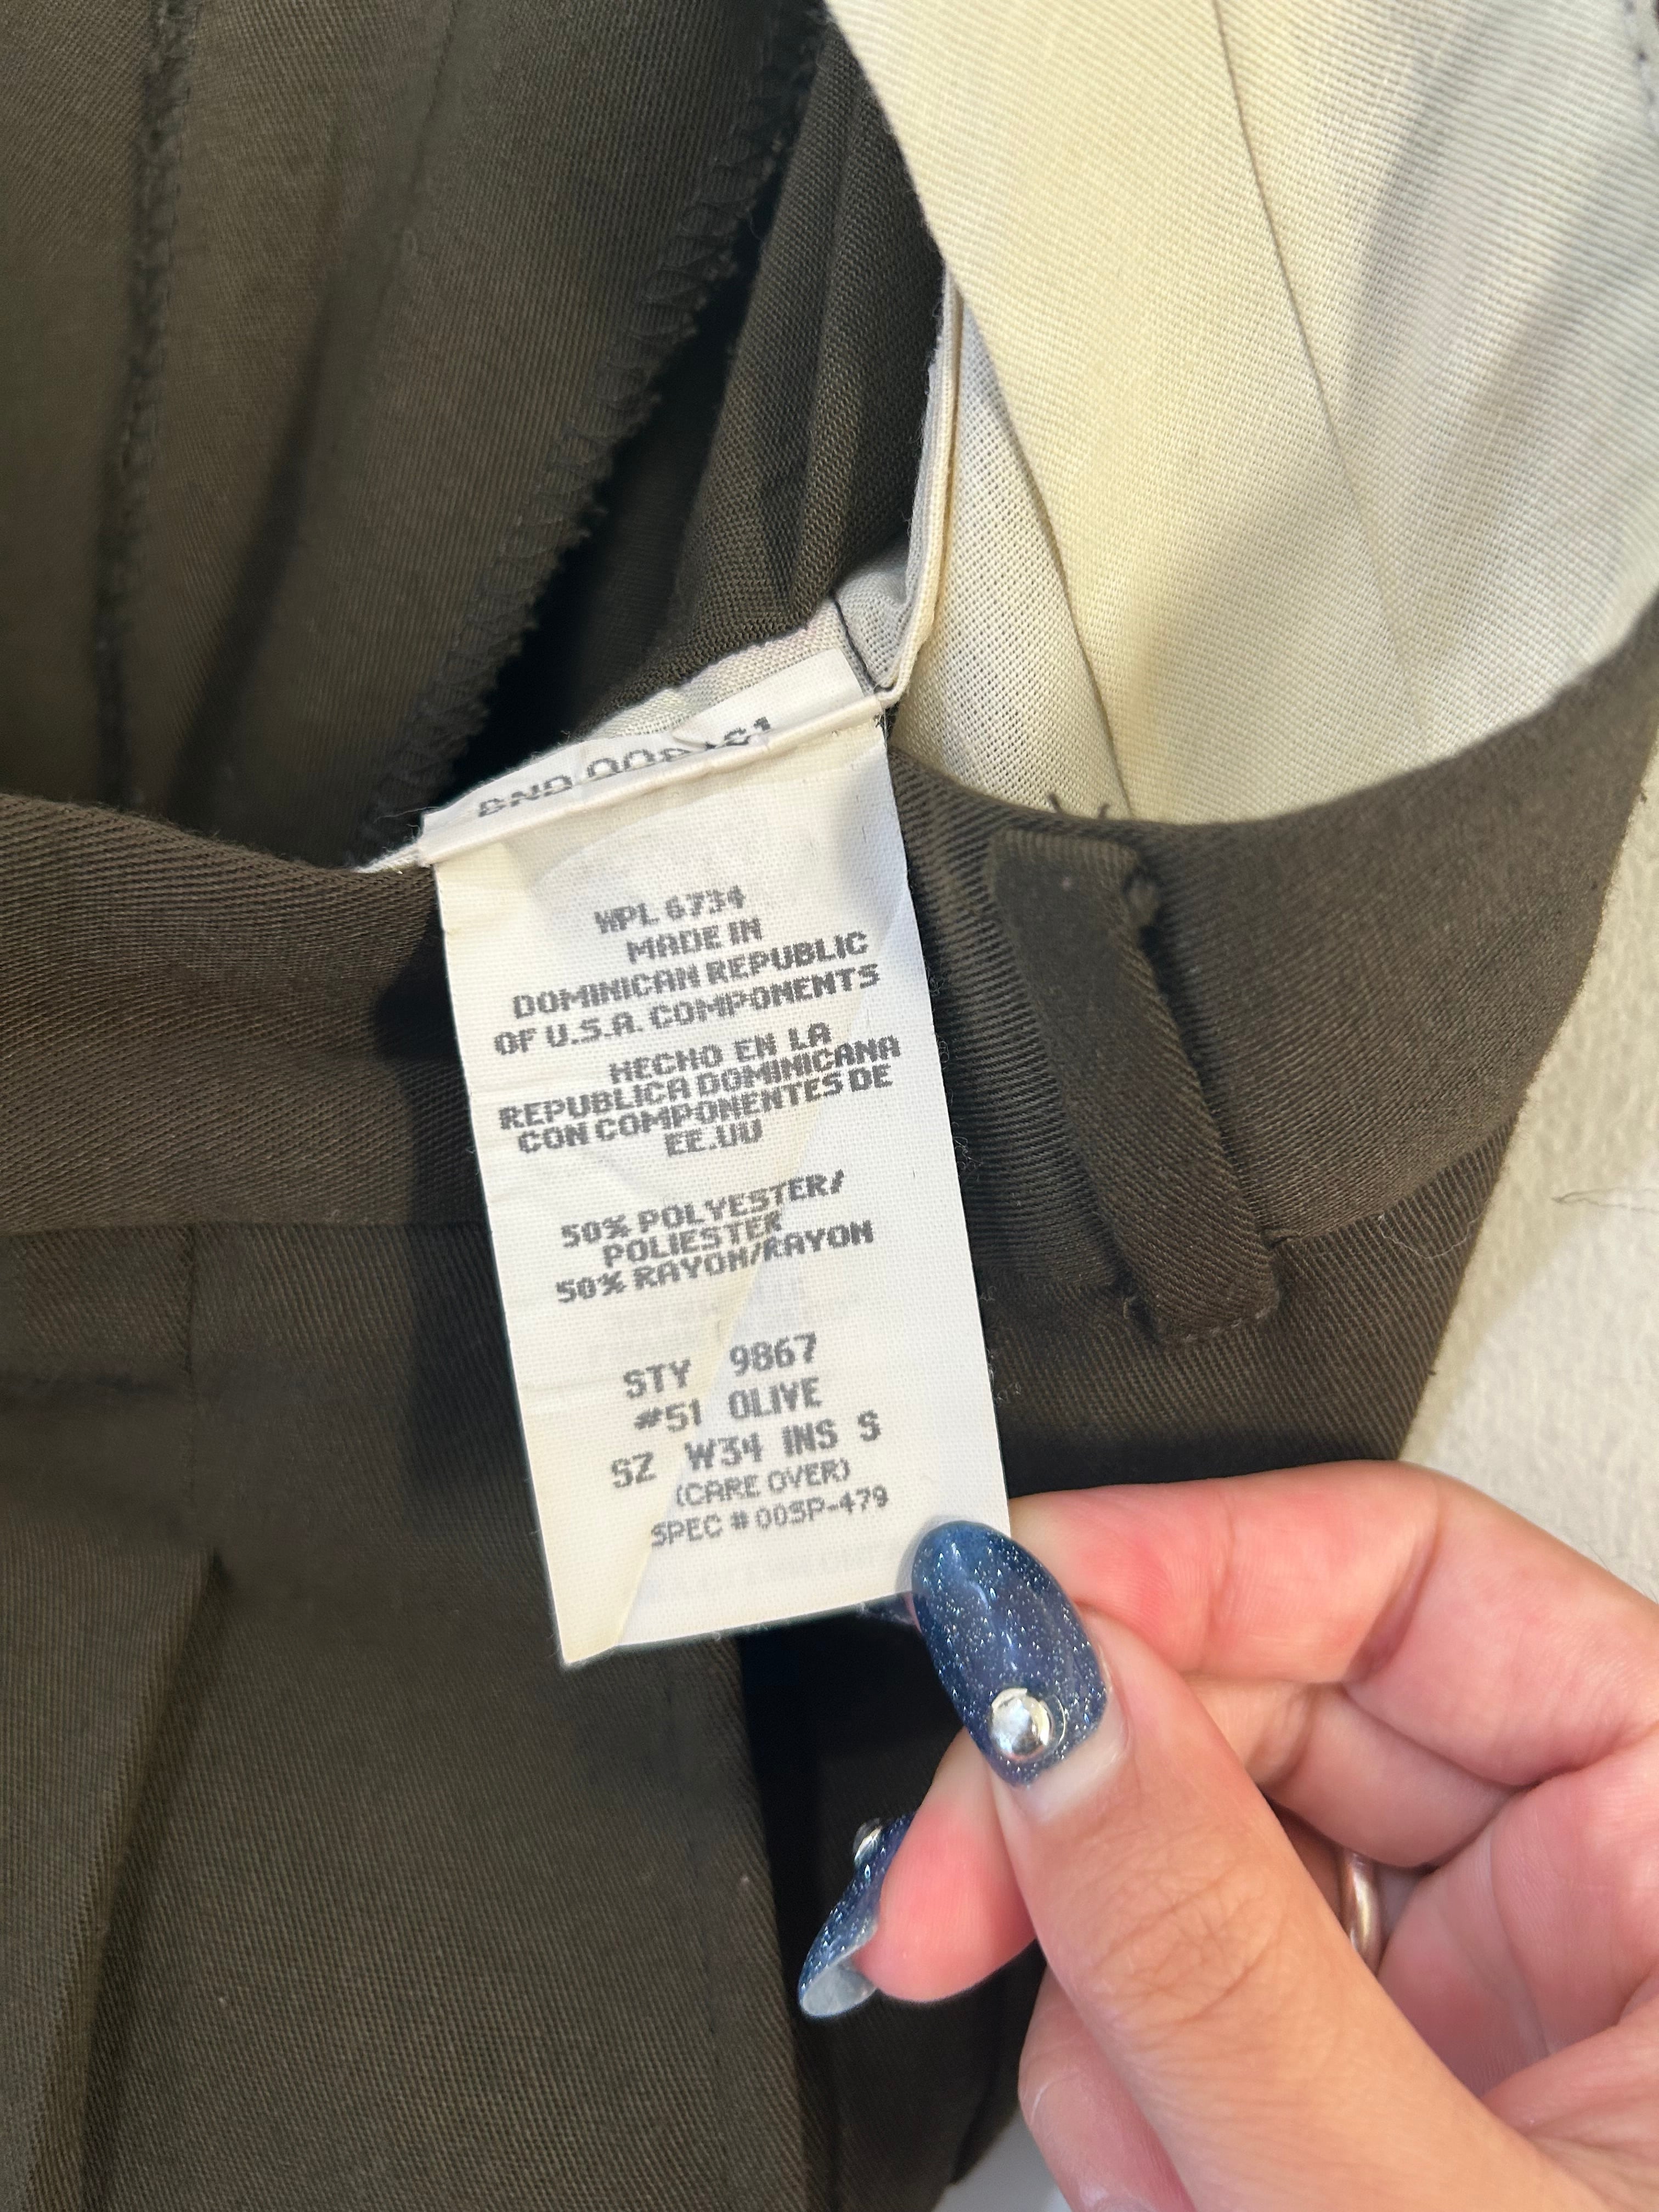 WPL 6734
MADE IN
DOMINICAN REPUBLIC
OF U.S.A. COMPONENTS
HECHO EN LA
REPUBLICA DOMINICANA
CON COMPONENTES DE
EE.UU
50% POLYESTER/
POLIESTER
50% RAYON/RAYON
STY 9867
#51 OLIVE
SZ W34 INS S
(CARE OVER)
SPEC # 00SP-479